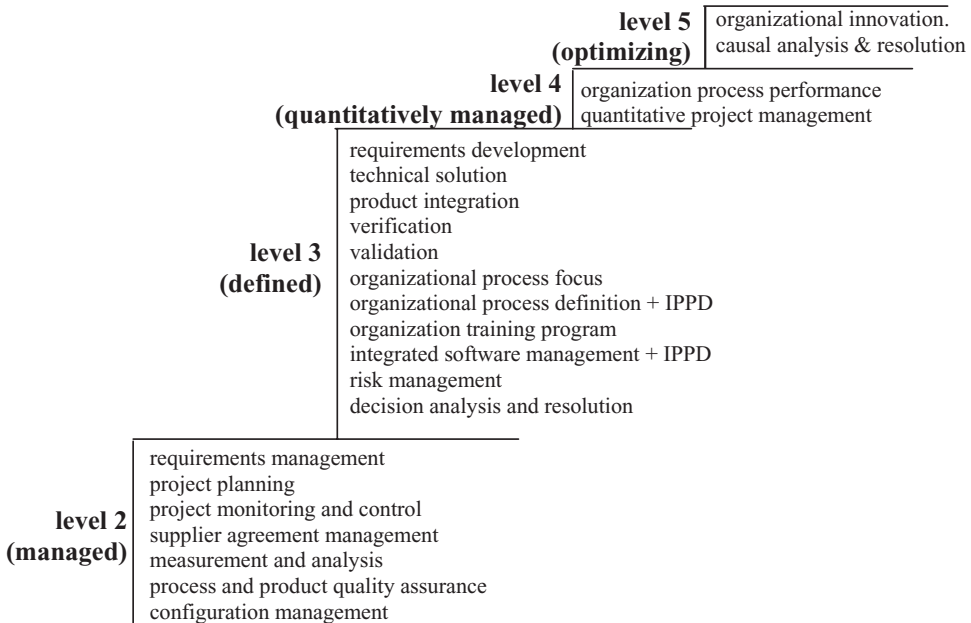 level 5
(optimizing)
organizational innovation.
causal analysis & resolution
level 4
(quantitatively managed)
organization process performance
quantitative project management
level 3
(defined)
requirements development
technical solution
product integration
verification
validation
organizational process focus
organizational process definition + IPPD
organization training program
integrated software management + IPPD
risk management
decision analysis and resolution
level 2
(managed)
requirements management
project planning
project monitoring and control
supplier agreement management
measurement and analysis
process and product quality assurance
configuration management